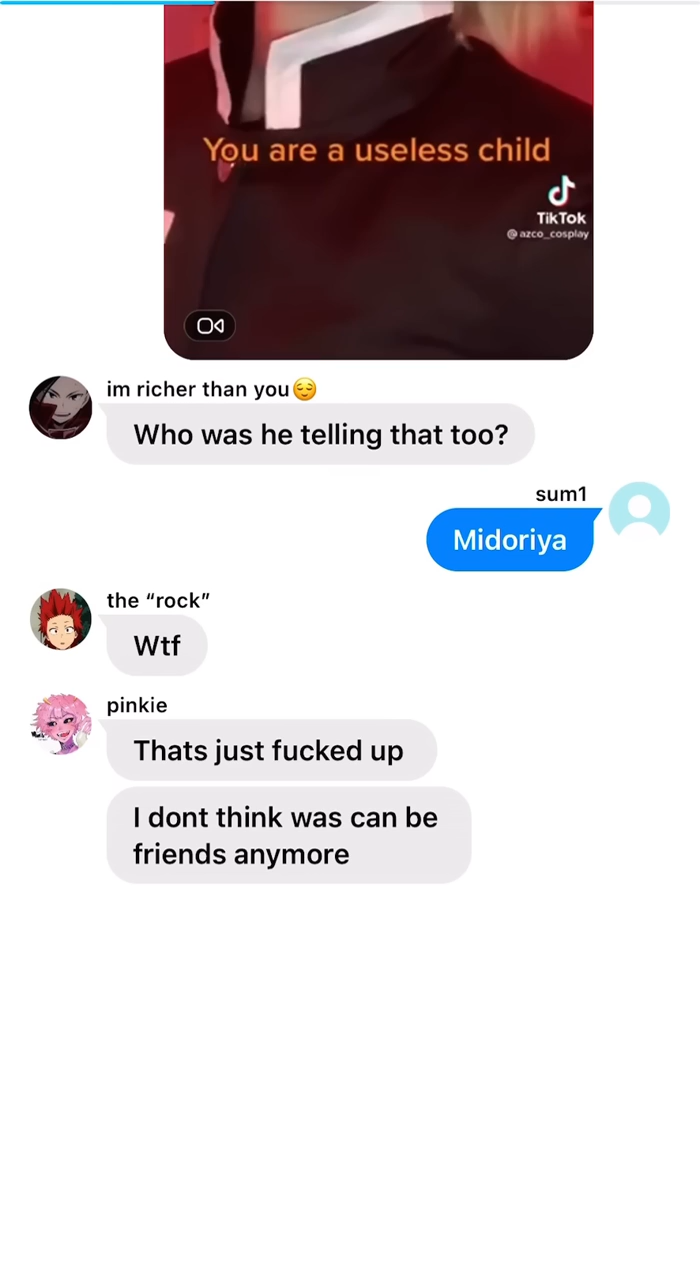 You are a useless child
TikTok
@azco_cosplay
im richer than you😌
Who was he telling that too?
sum1
Midoriya
the “rock”
Wtf
pinkie
Thats just fucked up
I dont think was can be
friends anymore